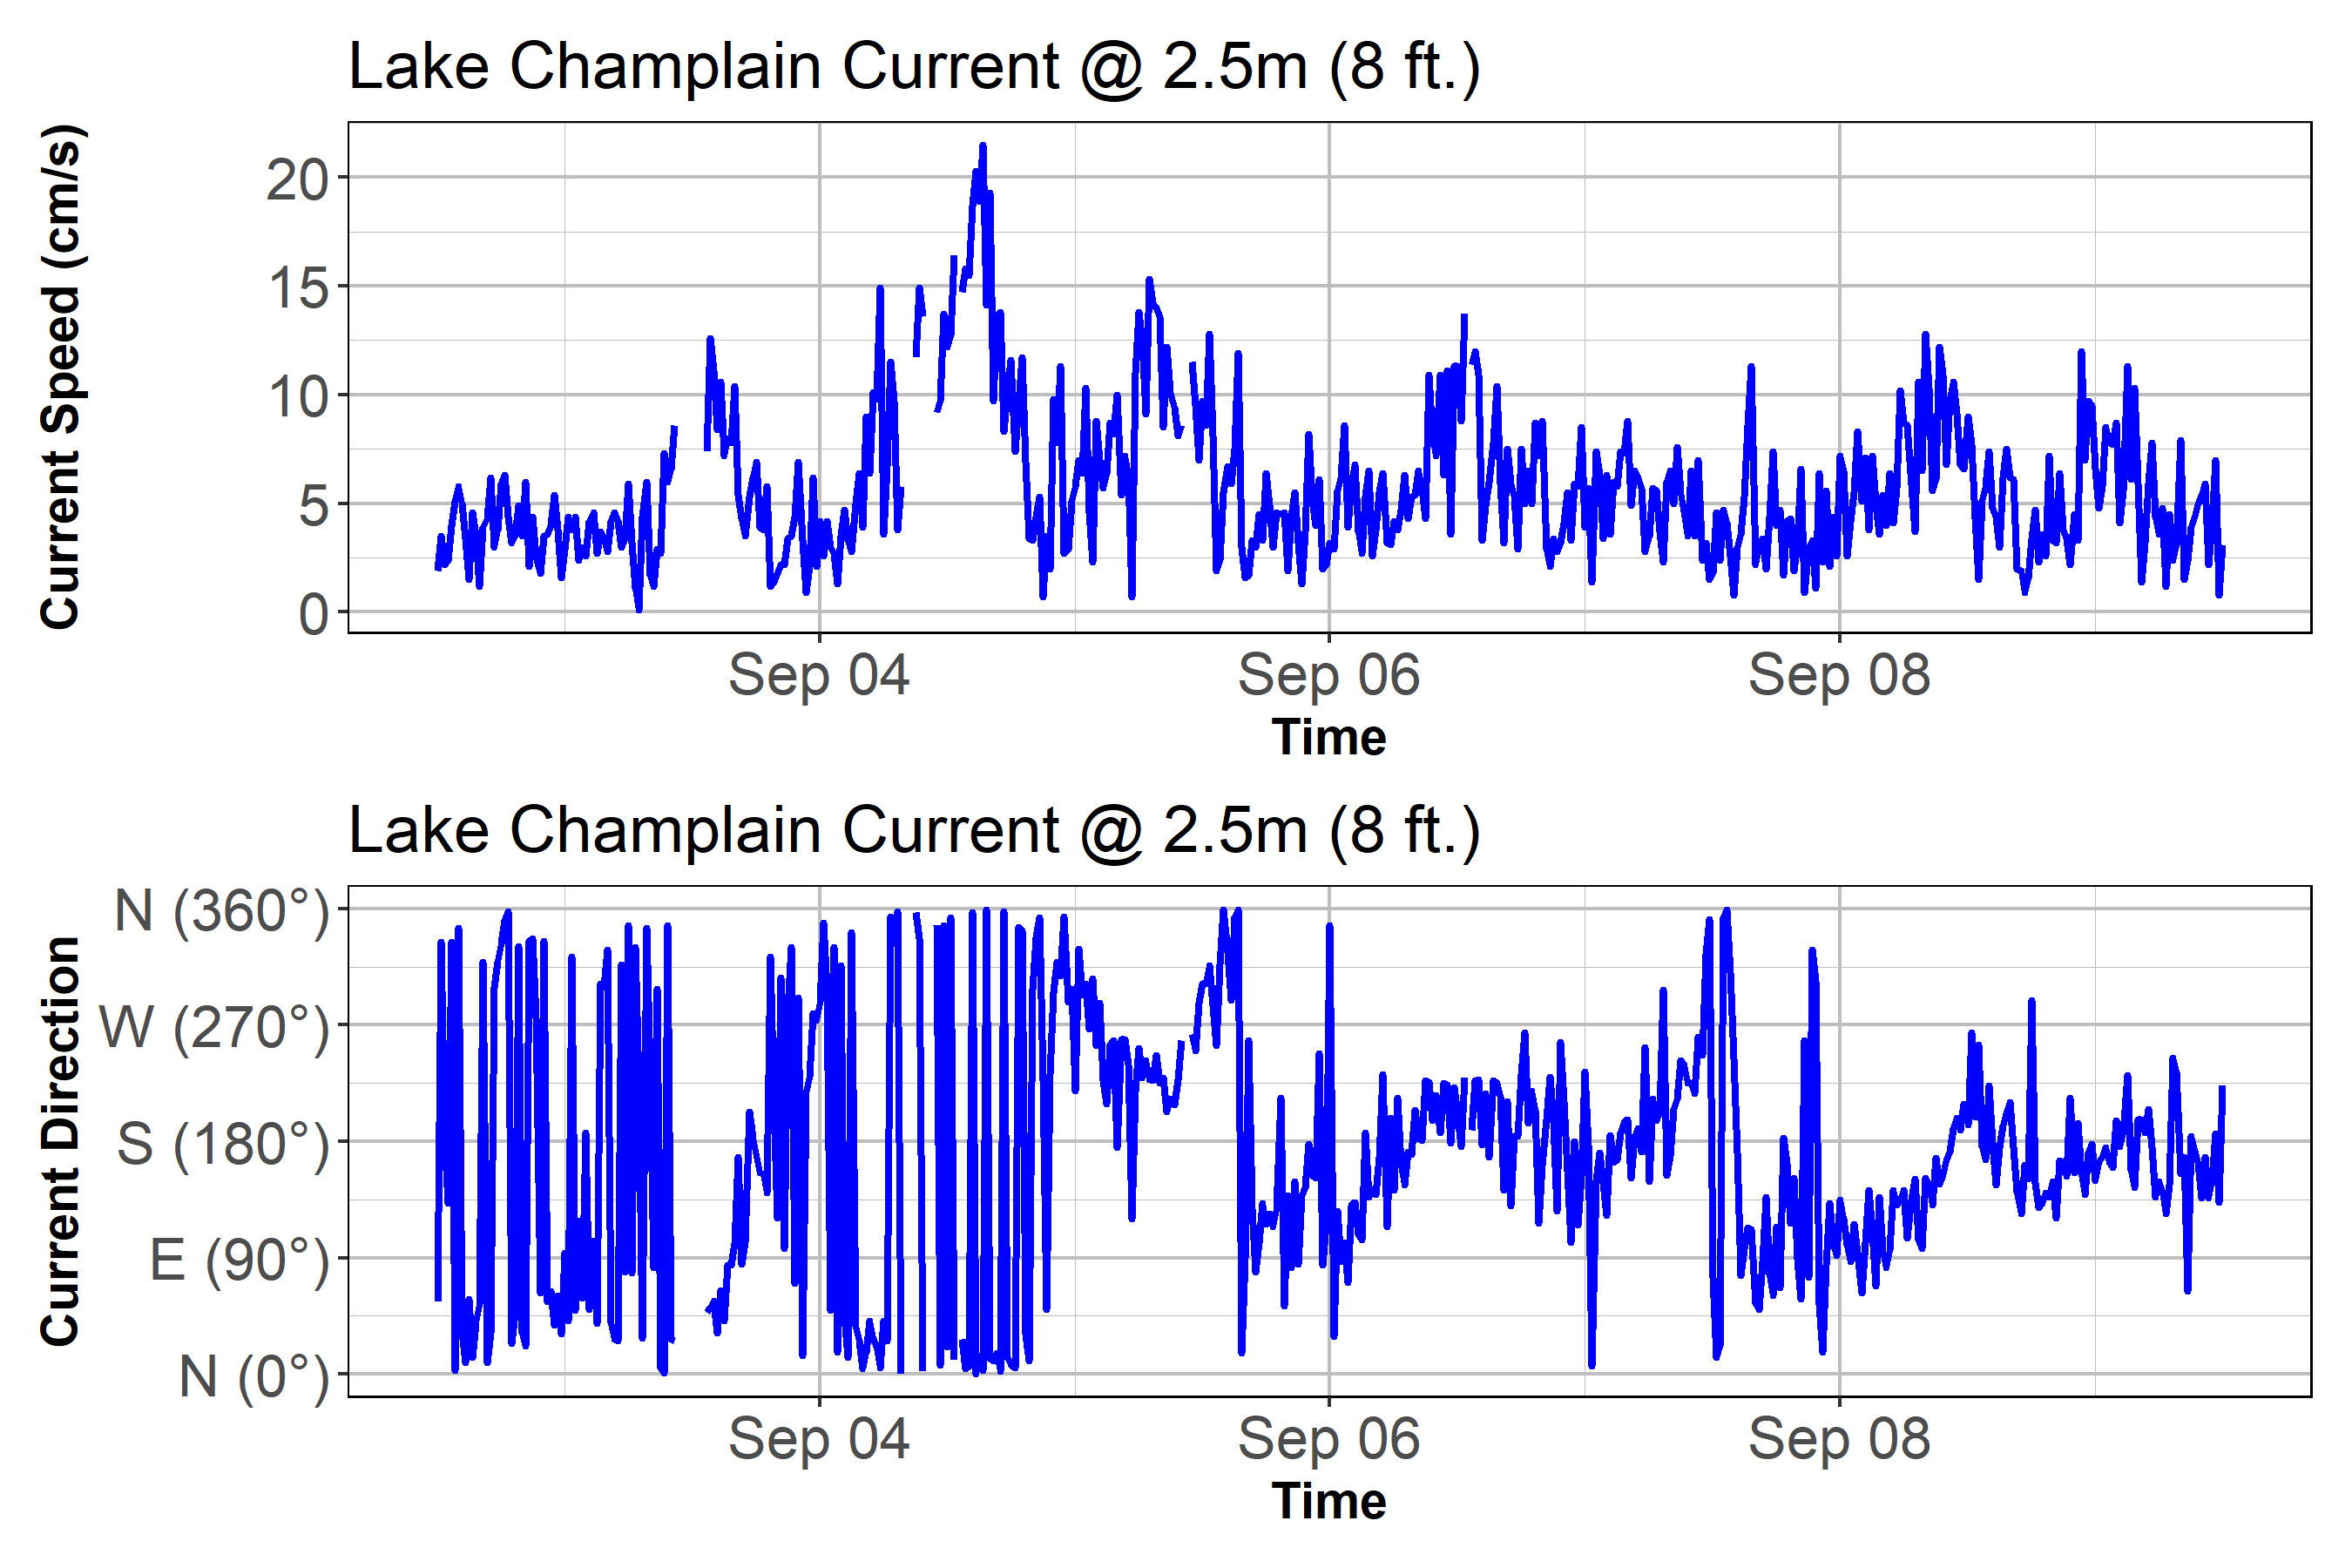 Lake Champlain Current @ 2.5m (8 ft.)
Current Speed (cm/s)
20
15
10
5
0
Sep 04 Sep 06 Sep 08
Time
Lake Champlain Current @ 2.5m (8 ft.)
Current Direction
N (360°)
W (270°)
S (180°)
E (90°)
N (0°)
Sep 04 Sep 06 Sep 08
Time